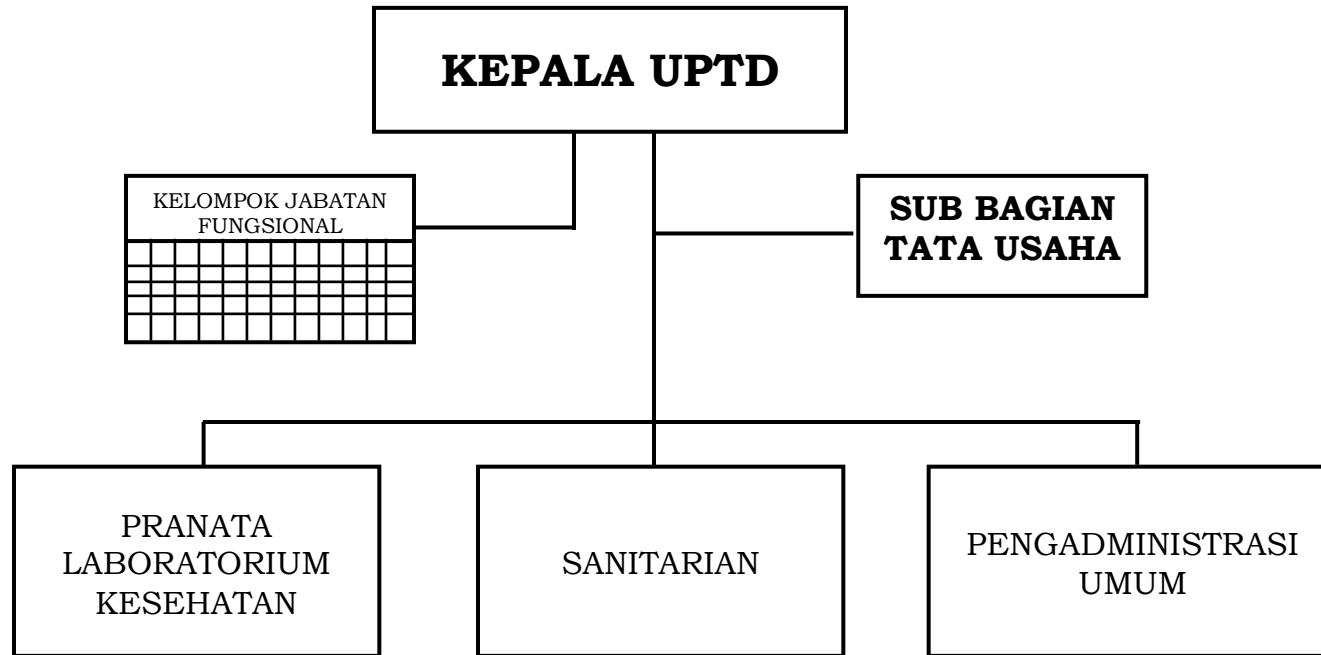 KEPALA UPTD
KELOMPOK JABATAN
FUNGSIONAL
SUB BAGIAN
TATA USAHA
PRANATA
LABORATORIUM
KESEHATAN
SANITARIAN
PENGADMINISTRASI
UMUM